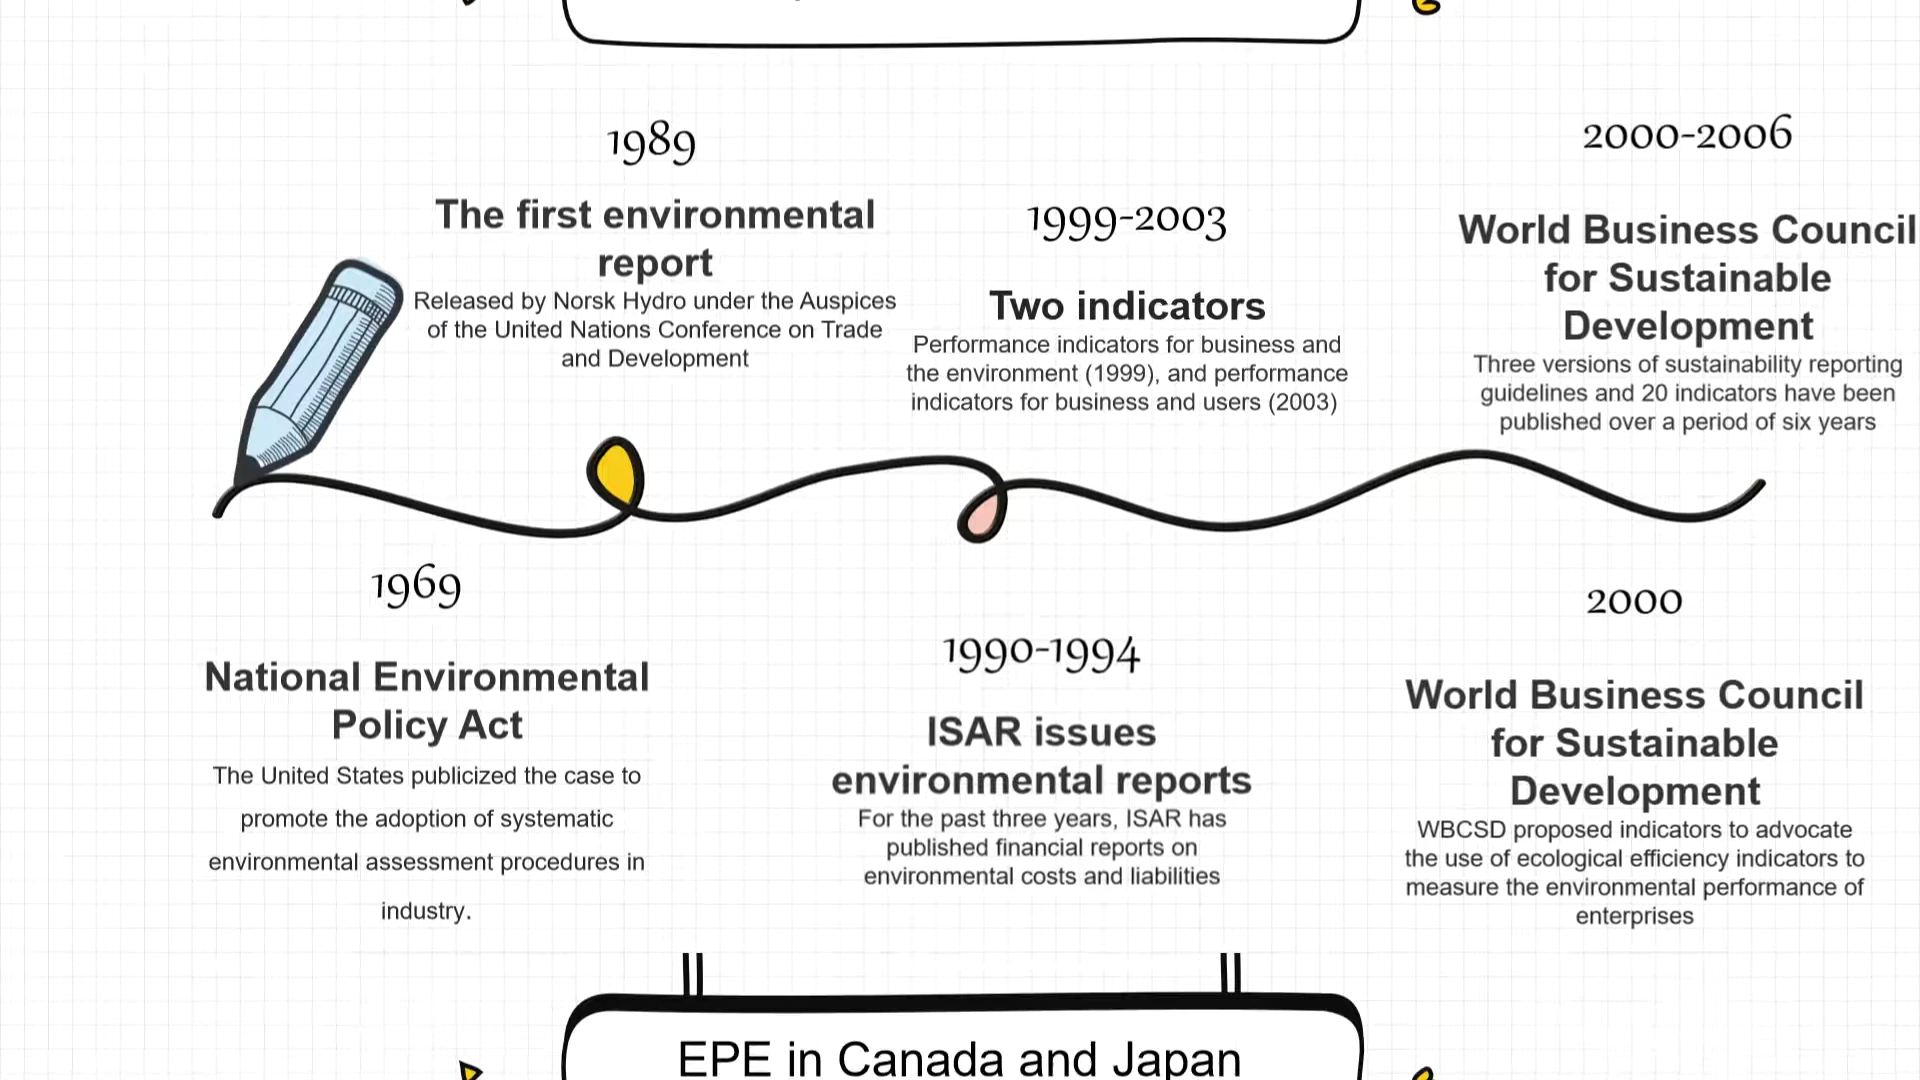 1989
The first environmental
report
Released by Norsk Hydro under the Auspices
of the United Nations Conference on Trade
and Development
1999-2003
Two indicators
Performance indicators for business and
the environment (1999), and performance
indicators for business and users (2003)
2000-2006
World Business Council
for Sustainable
Development
Three versions of sustainability reporting
guidelines and 20 indicators have been
published over a period of six years
1969
National Environmental
Policy Act
The United States publicized the case to
promote the adoption of systematic
environmental assessment procedures in
industry.
1990-1994
ISAR issues
environmental reports
For the past three years, ISAR has
published financial reports on
environmental costs and liabilities
2000
World Business Council
for Sustainable
Development
WBCSD proposed indicators to advocate
the use of ecological efficiency indicators to
measure the environmental performance of
enterprises
EPE in Canada and Japan